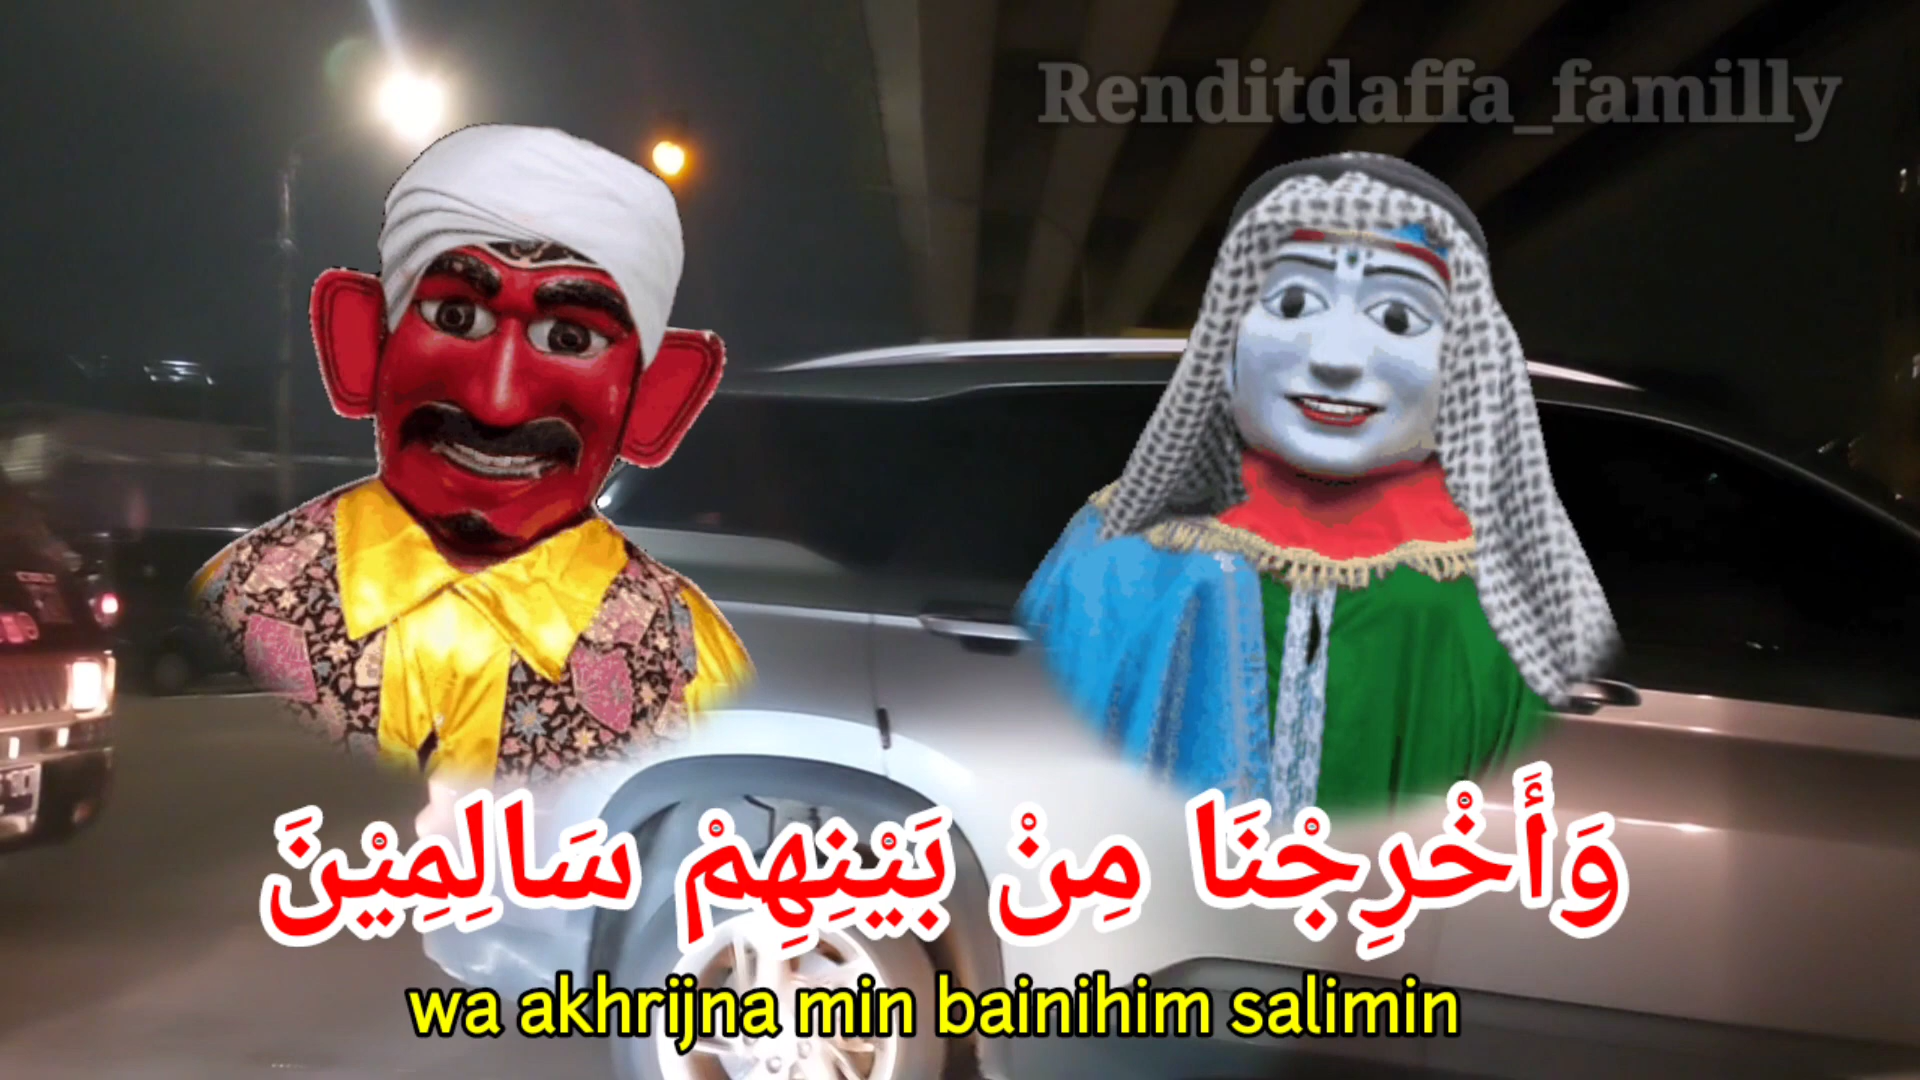 Renditdaffa_familly
وَأَخْرِجْنَا مِنْ بَيْنِهِمْ سَالِمِيْنَ
wa akhrijna min bainihim salimin